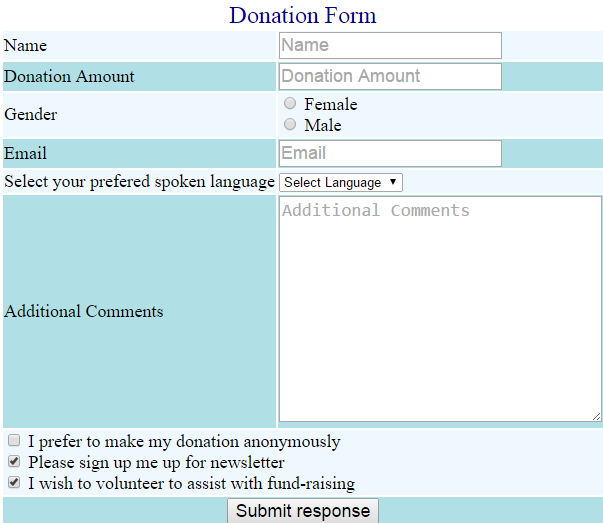 Donation Form
Name Name
Donation Amount Donation Amount
Gender
Female
Male
Email Email
Select your prefered spoken language Select Language
Additional Comments
Additional Comments
I prefer to make my donation anonymously
Please sign up me up for newsletter
I wish to volunteer to assist with fund-raising
Submit response